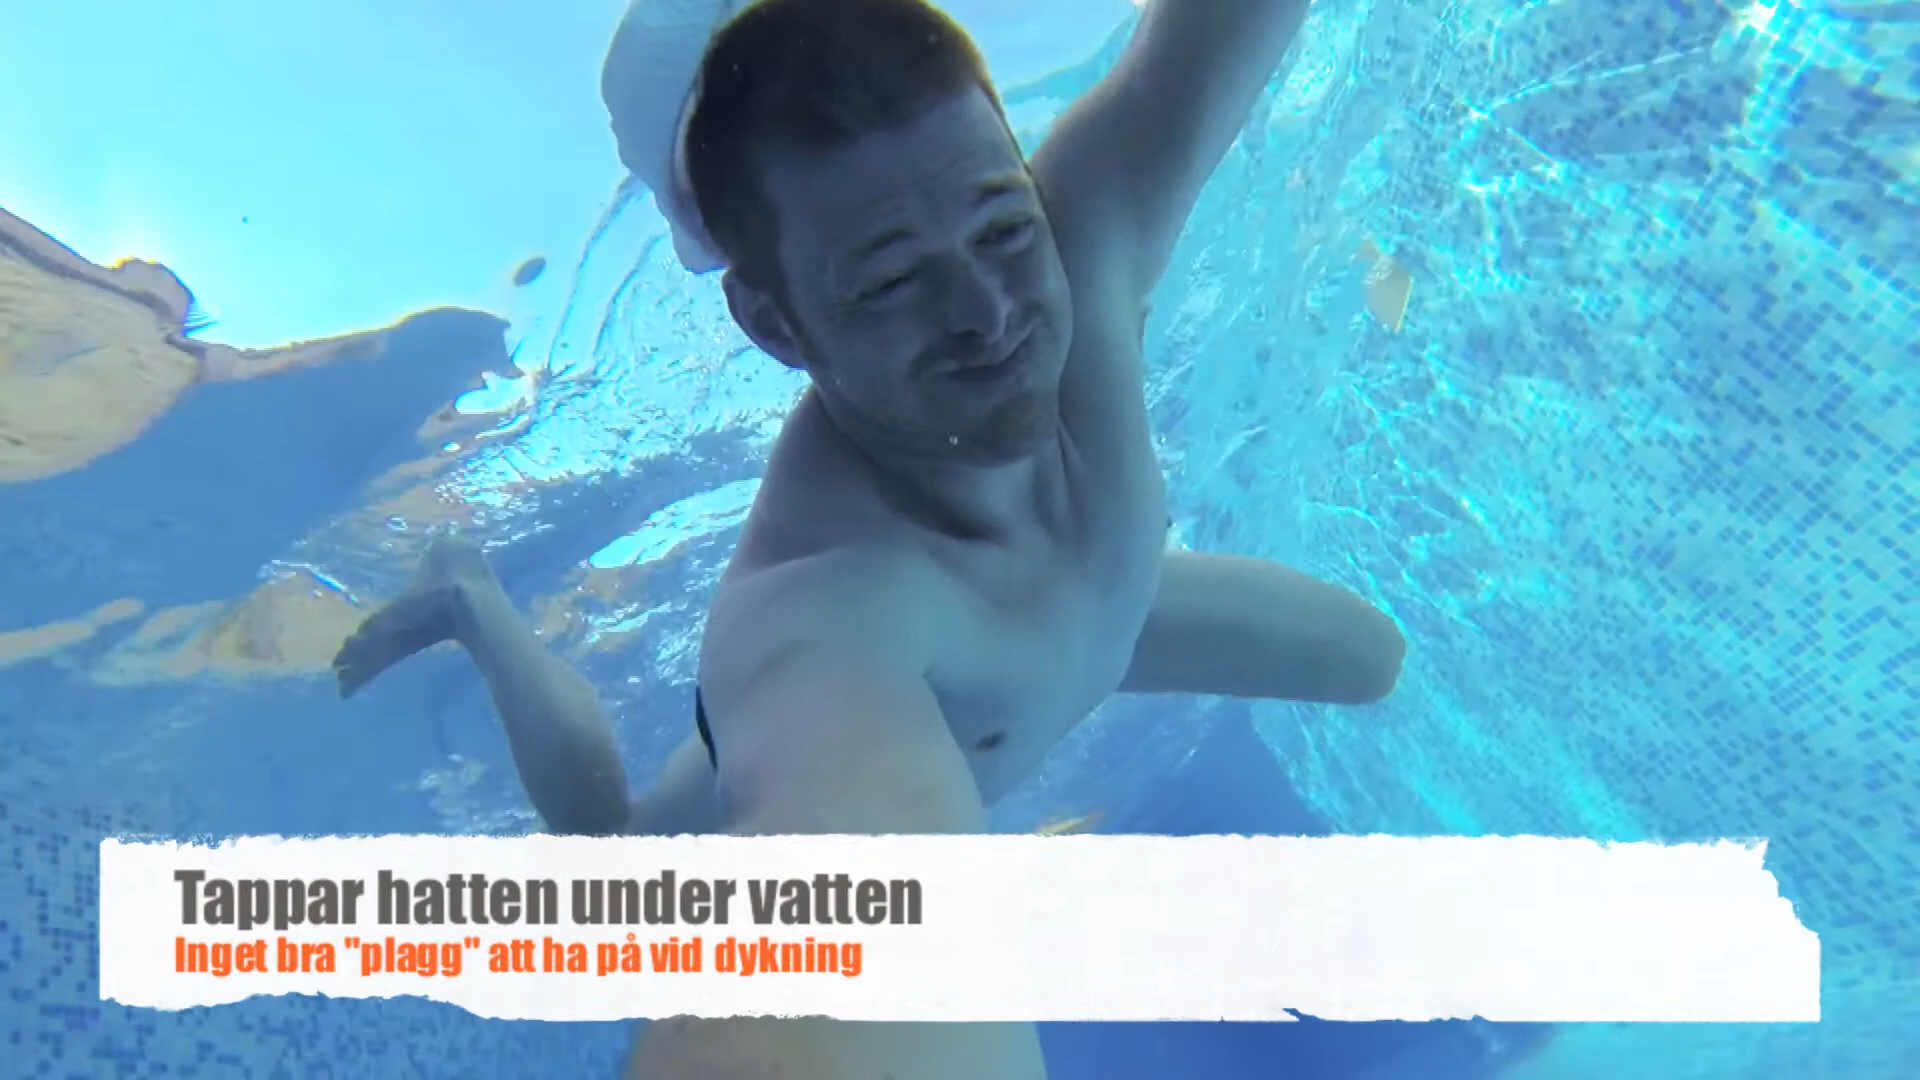 Tappar hatten under vatten
Inget bra "plagg" att ha på vid dykning